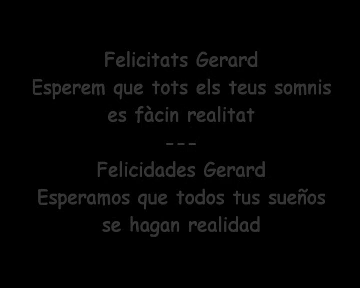 Felicitats Gerard
Esperem que tots els teus somnis
es fàcin realitat
---
Felicidades Gerard
Esperamos que todos tus sueños
se hagan realidad